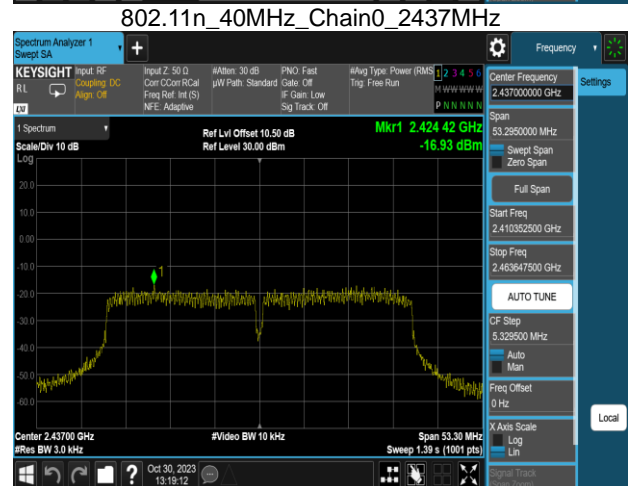 802.11n_40MHz_Chain0_2437MHz
Spectrum Analyzer 1
Swept SA
Frequency
KEYSIGHT
RL
LXI
Input: RF
Coupling: DC
Align: Off
Input Z: 50 Ω
Corr CCorr RCal
Freq Ref: Int (S)
NFE: Adaptive
#Atten: 30 dB
µW Path: Standard
PNO: Fast
Gate: Off
IF Gain: Low
Sig Track: Off
#Avg Type: Power (RMS)
Trig: Free Run
1 2 3 4 5 6
M W W W W W
P N N N N N
1 Spectrum
Scale/Div 10 dB
Log
Ref Lvl Offset 10.50 dB
Ref Level 30.00 dBm
Mkr1 2.424 42 GHz
-16.93 dBm
20.0
10.0
0.00
-10.0
1
-20.0
-30.0
-40.0
-50.0
-60.0
Center 2.43700 GHz
#Res BW 3.0 kHz
#Video BW 10 kHz
Span 53.30 MHz
Sweep 1.39 s (1001 pts)
Center Frequency
2.437000000 GHz
Settings
Span
53.2950000 MHz
Swept Span
Zero Span
Full Span
Start Freq
2.410352500 GHz
Stop Freq
2.463647500 GHz
AUTO TUNE
CF Step
5.329500 MHz
Auto
Man
Freq Offset
0 Hz
X Axis Scale
Log
Lin
Local
Signal Track
(Span Zoom)
Oct 30, 2023
13:19:12